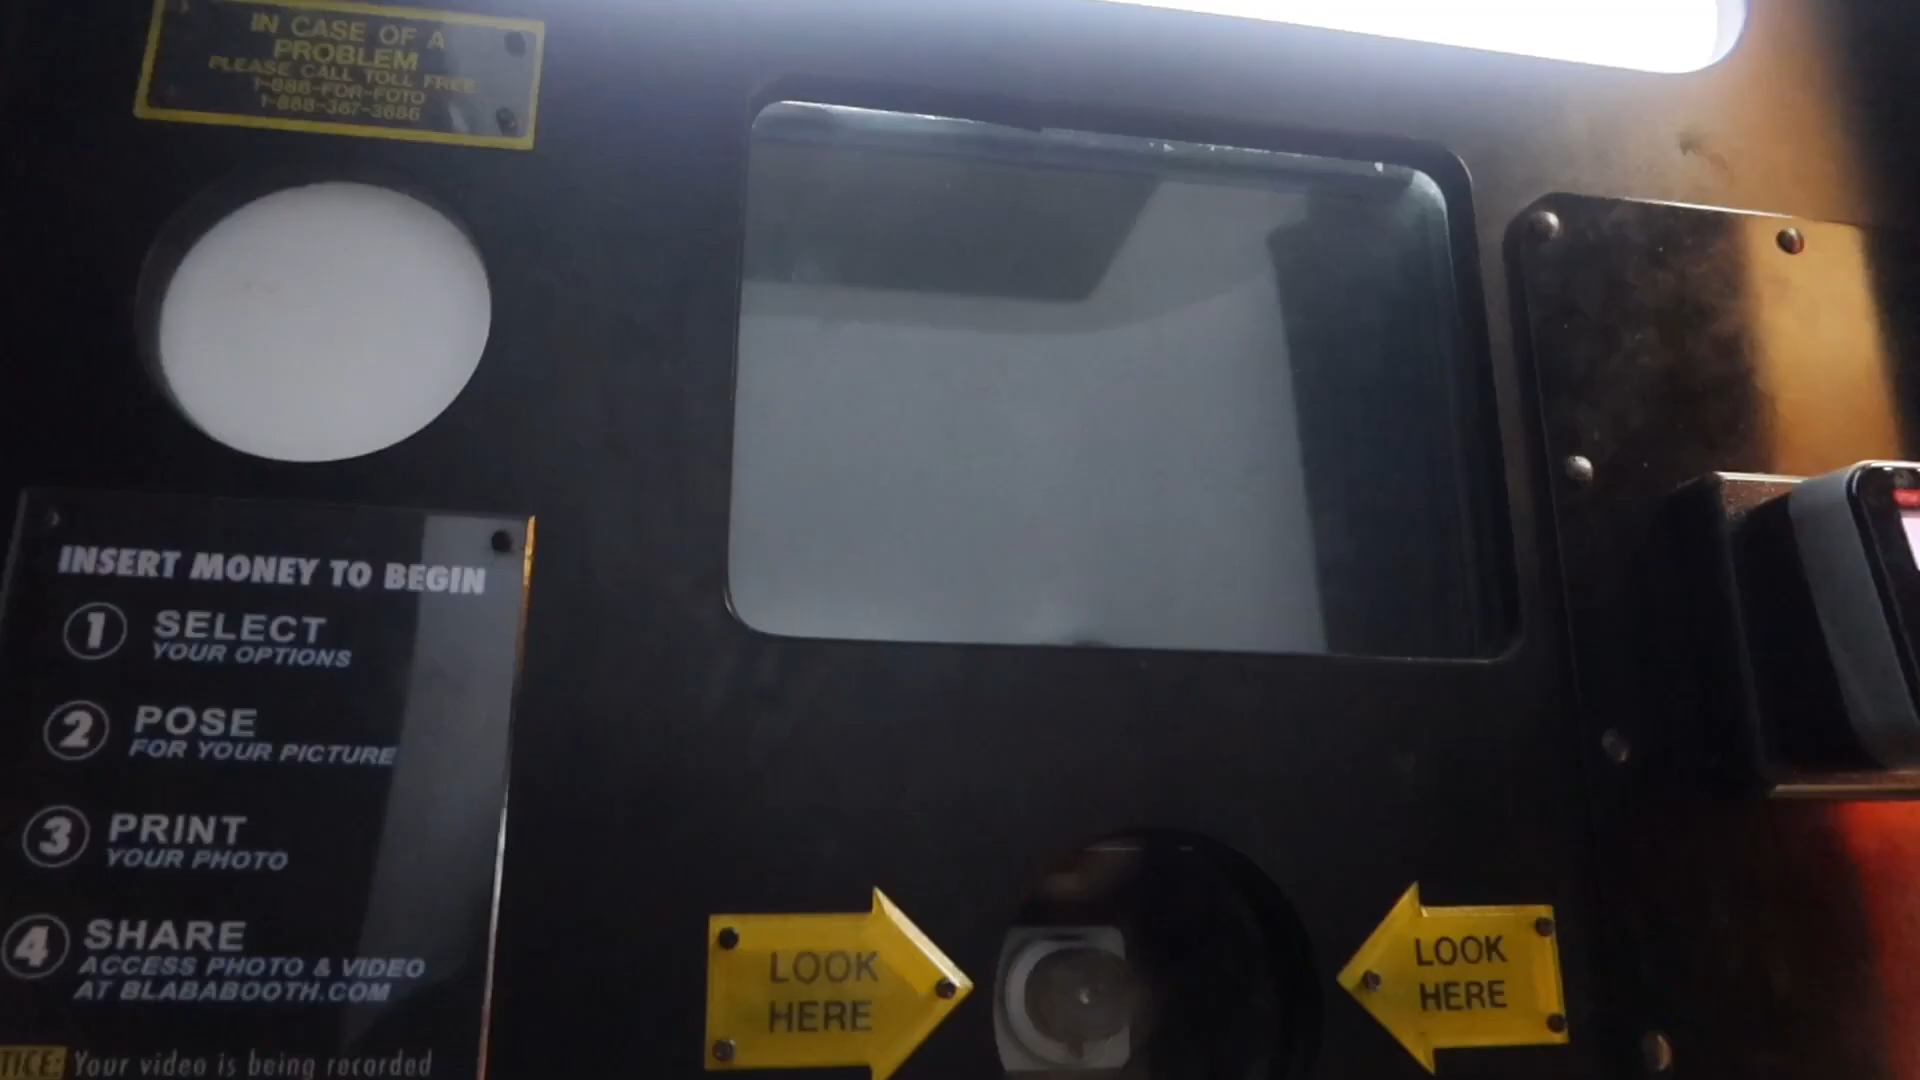 IN CASE OF A
PROBLEM
PLEASE CALL TOLL FREE
1-888-FOR-FOTO
1-888-367-3686
INSERT MONEY TO BEGIN
1 SELECT
YOUR OPTIONS
2 POSE
FOR YOUR PICTURE
3 PRINT
YOUR PHOTO
4 SHARE
ACCESS PHOTO & VIDEO
AT BLABABOOTH.COM
TICE: Your video is being recorded
LOOK
HERE
LOOK
HERE